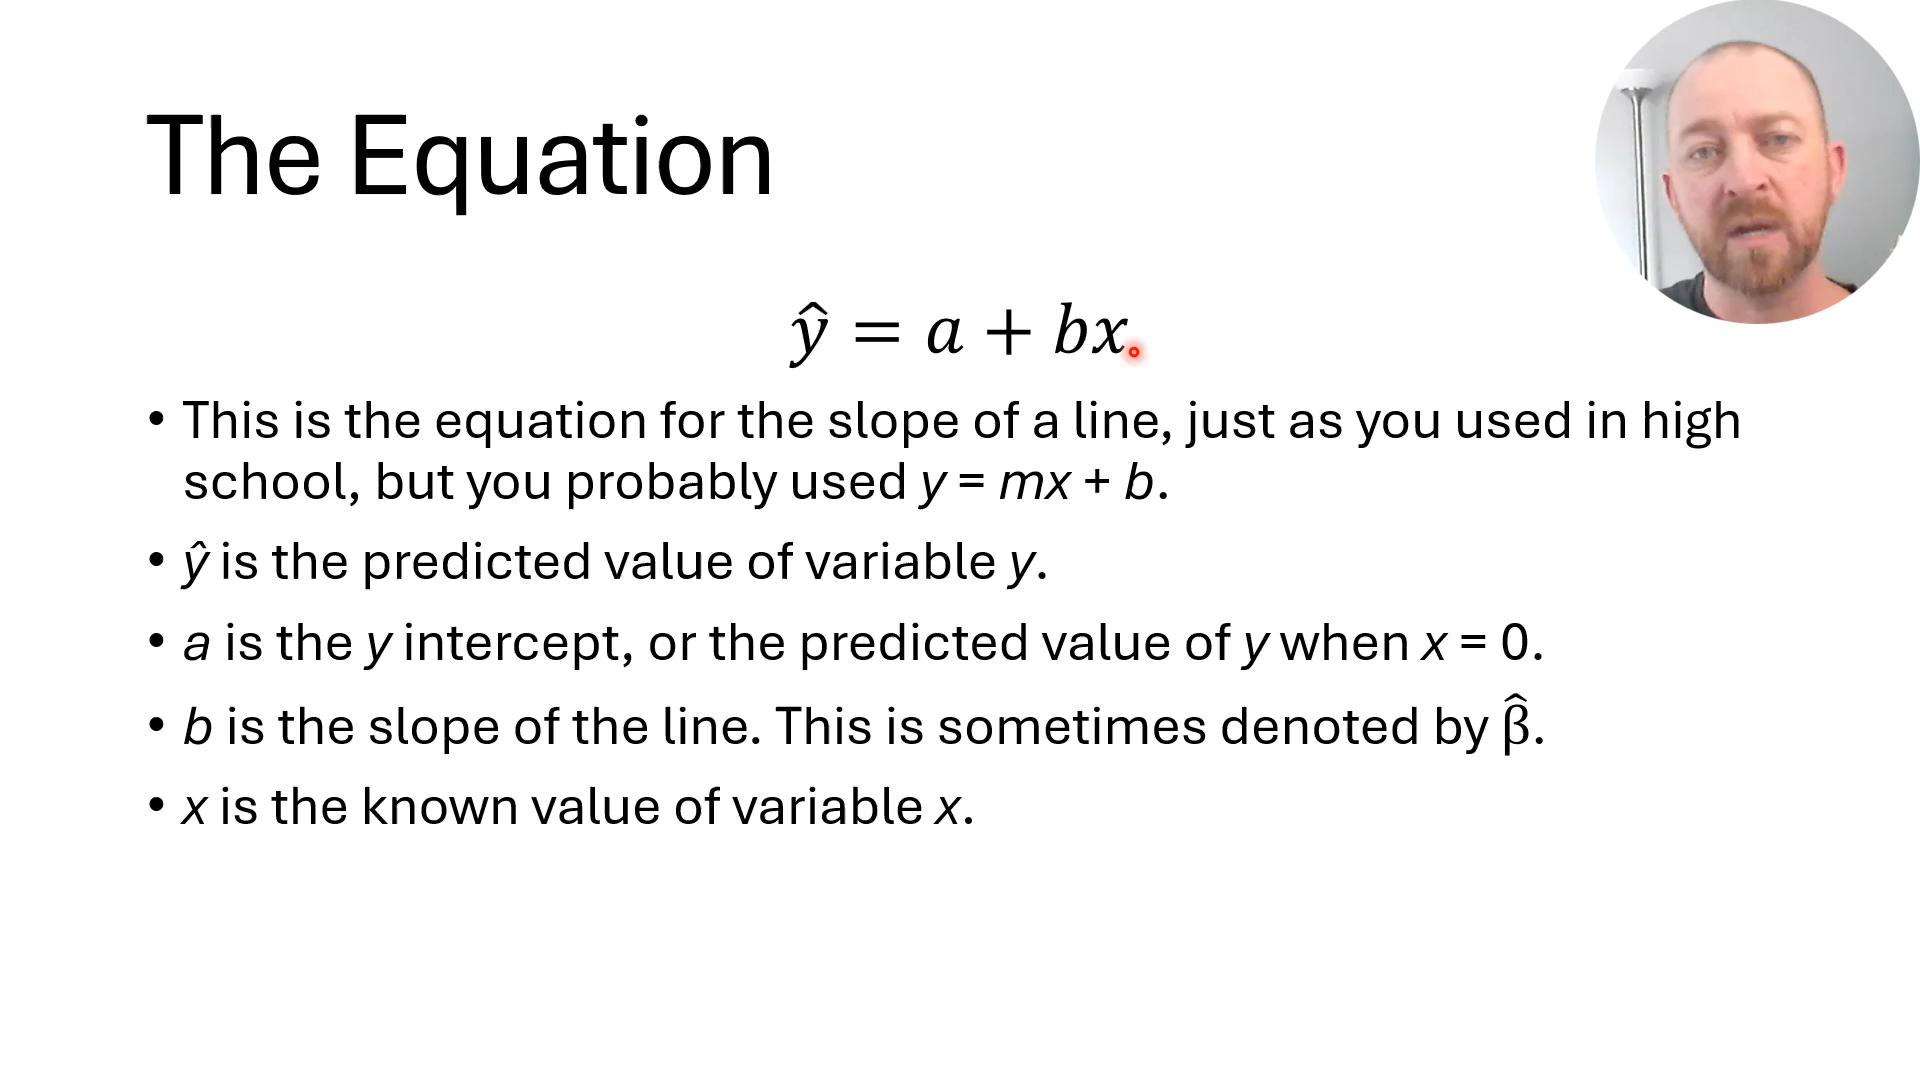 The Equation
ŷ = a + bx
• This is the equation for the slope of a line, just as you used in high
school, but you probably used y = mx + b.
• ŷ is the predicted value of variable y.
• a is the y intercept, or the predicted value of y when x = 0.
• b is the slope of the line. This is sometimes denoted by β̂.
• x is the known value of variable x.